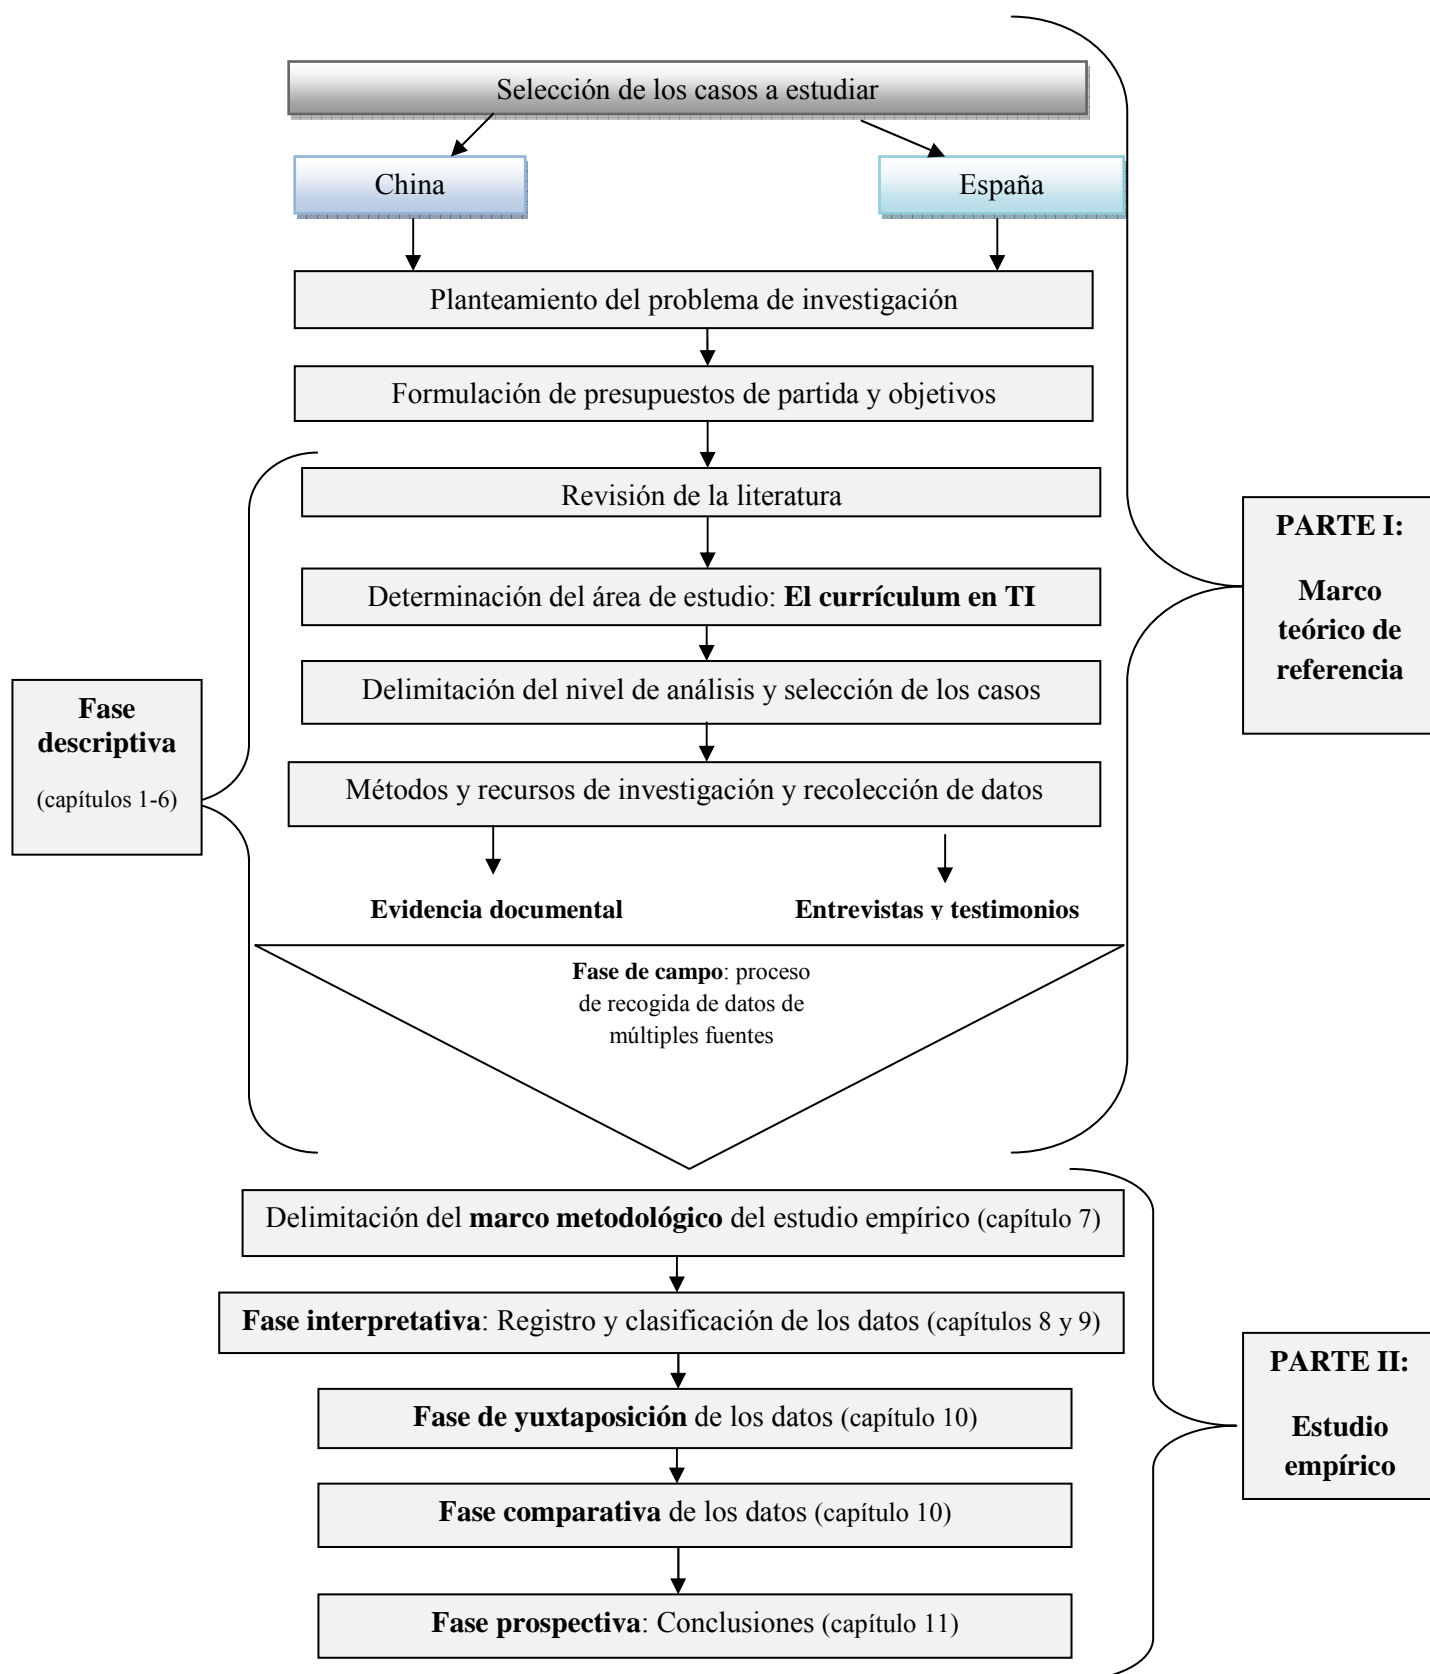 Selección de los casos a estudiar
China
España
Planteamiento del problema de investigación
Formulación de presupuestos de partida y objetivos
Revisión de la literatura
Determinación del área de estudio: El currículum en TI
Delimitación del nivel de análisis y selección de los casos
Métodos y recursos de investigación y recolección de datos
Evidencia documental
Entrevistas y testimonios
Fase de campo: proceso
de recogida de datos de
múltiples fuentes
Fase
descriptiva
(capítulos 1-6)
PARTE I:
Marco
teórico de
referencia
Delimitación del marco metodológico del estudio empírico (capítulo 7)
Fase interpretativa: Registro y clasificación de los datos (capítulos 8 y 9)
Fase de yuxtaposición de los datos (capítulo 10)
Fase comparativa de los datos (capítulo 10)
Fase prospectiva: Conclusiones (capítulo 11)
PARTE II:
Estudio
empírico